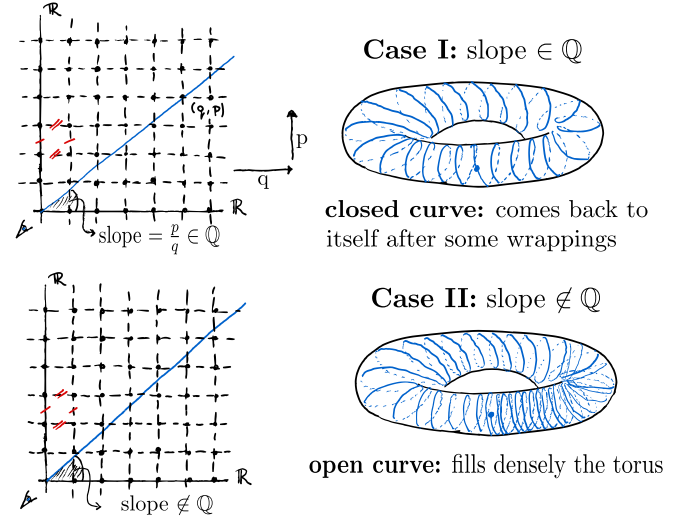 ℝ
(q, p)
p
q
ℝ
slope = p/q ∈ ℚ
Case I: slope ∈ ℚ
closed curve: comes back to
itself after some wrappings
ℝ
ℝ
slope ∉ ℚ
Case II: slope ∉ ℚ
open curve: fills densely the torus